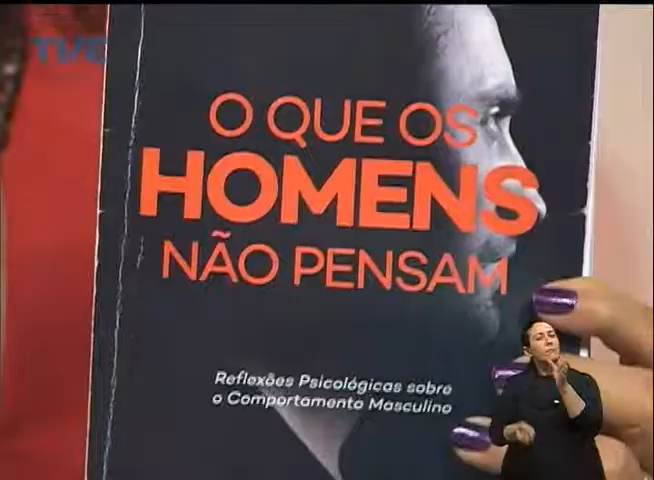 TVE
O QUE OS
HOMENS
NÃO PENSAM
Reflexões Psicológicas sobre
o Comportamento Masculino